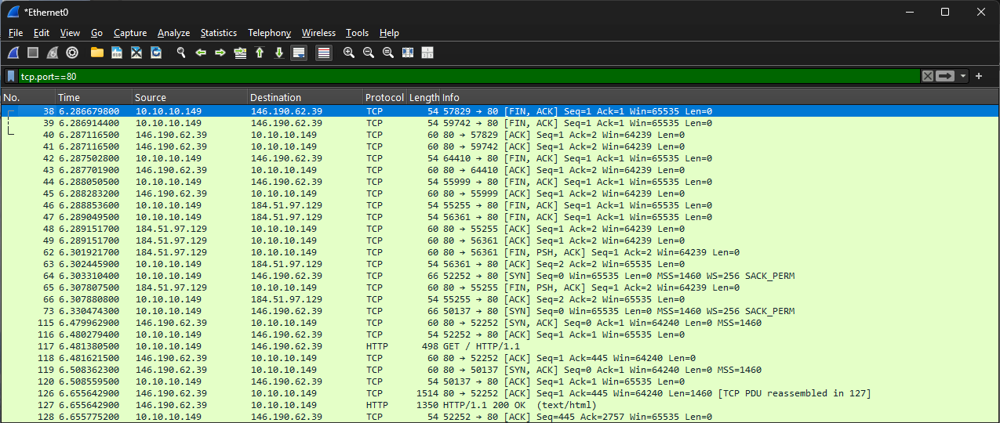 *Ethernet0
File Edit View Go Capture Analyze Statistics Telephony Wireless Tools Help
tcp.port==80
No. Time Source Destination Protocol Length Info
38 6.286679800 10.10.10.149 146.190.62.39 TCP 54 57829 → 80 [FIN, ACK] Seq=1 Ack=1 Win=65535 Len=0
39 6.286914400 10.10.10.149 146.190.62.39 TCP 54 59742 → 80 [FIN, ACK] Seq=1 Ack=1 Win=65535 Len=0
40 6.287116500 146.190.62.39 10.10.10.149 TCP 60 80 → 57829 [ACK] Seq=1 Ack=2 Win=64239 Len=0
41 6.287116500 146.190.62.39 10.10.10.149 TCP 60 80 → 59742 [ACK] Seq=1 Ack=2 Win=64239 Len=0
42 6.287502800 10.10.10.149 146.190.62.39 TCP 54 64410 → 80 [FIN, ACK] Seq=1 Ack=1 Win=65535 Len=0
43 6.287701900 146.190.62.39 10.10.10.149 TCP 60 80 → 64410 [ACK] Seq=1 Ack=2 Win=64239 Len=0
44 6.288050500 10.10.10.149 146.190.62.39 TCP 54 55999 → 80 [FIN, ACK] Seq=1 Ack=1 Win=65535 Len=0
45 6.288283200 146.190.62.39 10.10.10.149 TCP 60 80 → 55999 [ACK] Seq=1 Ack=2 Win=64239 Len=0
46 6.288853600 10.10.10.149 184.51.97.129 TCP 54 55255 → 80 [FIN, ACK] Seq=1 Ack=1 Win=65535 Len=0
47 6.289049500 10.10.10.149 184.51.97.129 TCP 54 56361 → 80 [FIN, ACK] Seq=1 Ack=1 Win=65535 Len=0
48 6.289151700 184.51.97.129 10.10.10.149 TCP 60 80 → 55255 [ACK] Seq=1 Ack=2 Win=64239 Len=0
49 6.289151700 184.51.97.129 10.10.10.149 TCP 60 80 → 56361 [ACK] Seq=1 Ack=2 Win=64239 Len=0
62 6.301921700 184.51.97.129 10.10.10.149 TCP 60 80 → 56361 [FIN, PSH, ACK] Seq=1 Ack=2 Win=64239 Len=0
63 6.302445900 10.10.10.149 184.51.97.129 TCP 54 56361 → 80 [ACK] Seq=2 Ack=2 Win=65535 Len=0
64 6.303310400 10.10.10.149 146.190.62.39 TCP 66 52252 → 80 [SYN] Seq=0 Win=65535 Len=0 MSS=1460 WS=256 SACK_PERM
65 6.307807500 184.51.97.129 10.10.10.149 TCP 60 80 → 55255 [FIN, PSH, ACK] Seq=1 Ack=2 Win=64239 Len=0
66 6.307880800 10.10.10.149 184.51.97.129 TCP 54 55255 → 80 [ACK] Seq=2 Ack=2 Win=65535 Len=0
73 6.330474300 10.10.10.149 146.190.62.39 TCP 66 50137 → 80 [SYN] Seq=0 Win=65535 Len=0 MSS=1460 WS=256 SACK_PERM
115 6.479962900 146.190.62.39 10.10.10.149 TCP 60 80 → 52252 [SYN, ACK] Seq=0 Ack=1 Win=64240 Len=0 MSS=1460
116 6.480279400 10.10.10.149 146.190.62.39 TCP 54 52252 → 80 [ACK] Seq=1 Ack=1 Win=65535 Len=0
117 6.481380500 10.10.10.149 146.190.62.39 HTTP 498 GET / HTTP/1.1
118 6.481621500 146.190.62.39 10.10.10.149 TCP 60 80 → 52252 [ACK] Seq=1 Ack=445 Win=64240 Len=0
119 6.508362300 146.190.62.39 10.10.10.149 TCP 60 80 → 50137 [SYN, ACK] Seq=0 Ack=1 Win=64240 Len=0 MSS=1460
120 6.508559500 10.10.10.149 146.190.62.39 TCP 54 50137 → 80 [ACK] Seq=1 Ack=1 Win=65535 Len=0
126 6.655642900 146.190.62.39 10.10.10.149 TCP 1514 80 → 52252 [ACK] Seq=1 Ack=445 Win=64240 Len=1460 [TCP PDU reassembled in 127]
127 6.655642900 146.190.62.39 10.10.10.149 HTTP 1350 HTTP/1.1 200 OK (text/html)
128 6.655775200 10.10.10.149 146.190.62.39 TCP 54 52252 → 80 [ACK] Seq=445 Ack=2757 Win=65535 Len=0